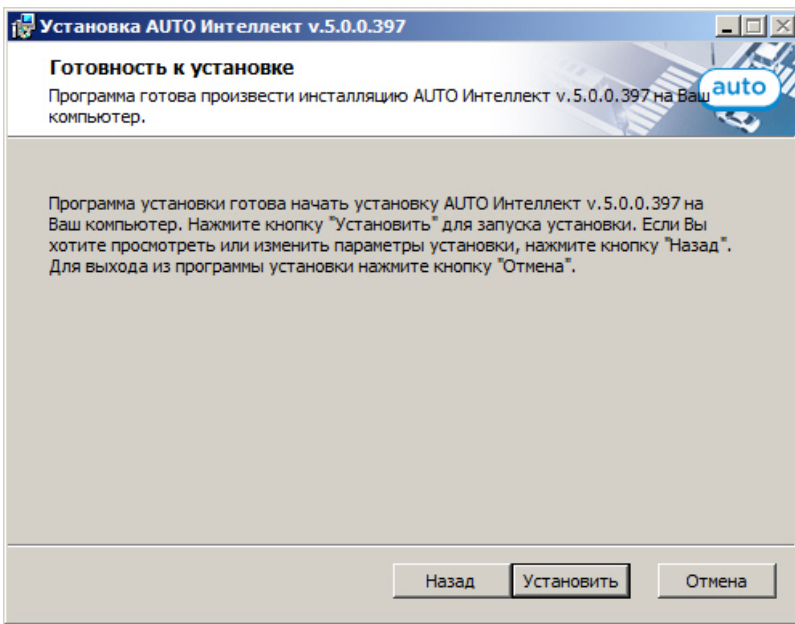 Установка AUTO Интеллект v.5.0.0.397
Готовность к установке
Программа готова произвести инсталляцию AUTO Интеллект v.5.0.0.397 на Ваш
компьютер.
auto
Программа установки готова начать установку AUTO Интеллект v.5.0.0.397 на
Ваш компьютер. Нажмите кнопку "Установить" для запуска установки. Если Вы
хотите просмотреть или изменить параметры установки, нажмите кнопку "Назад".
Для выхода из программы установки нажмите кнопку "Отмена".
Назад
Установить
Отмена